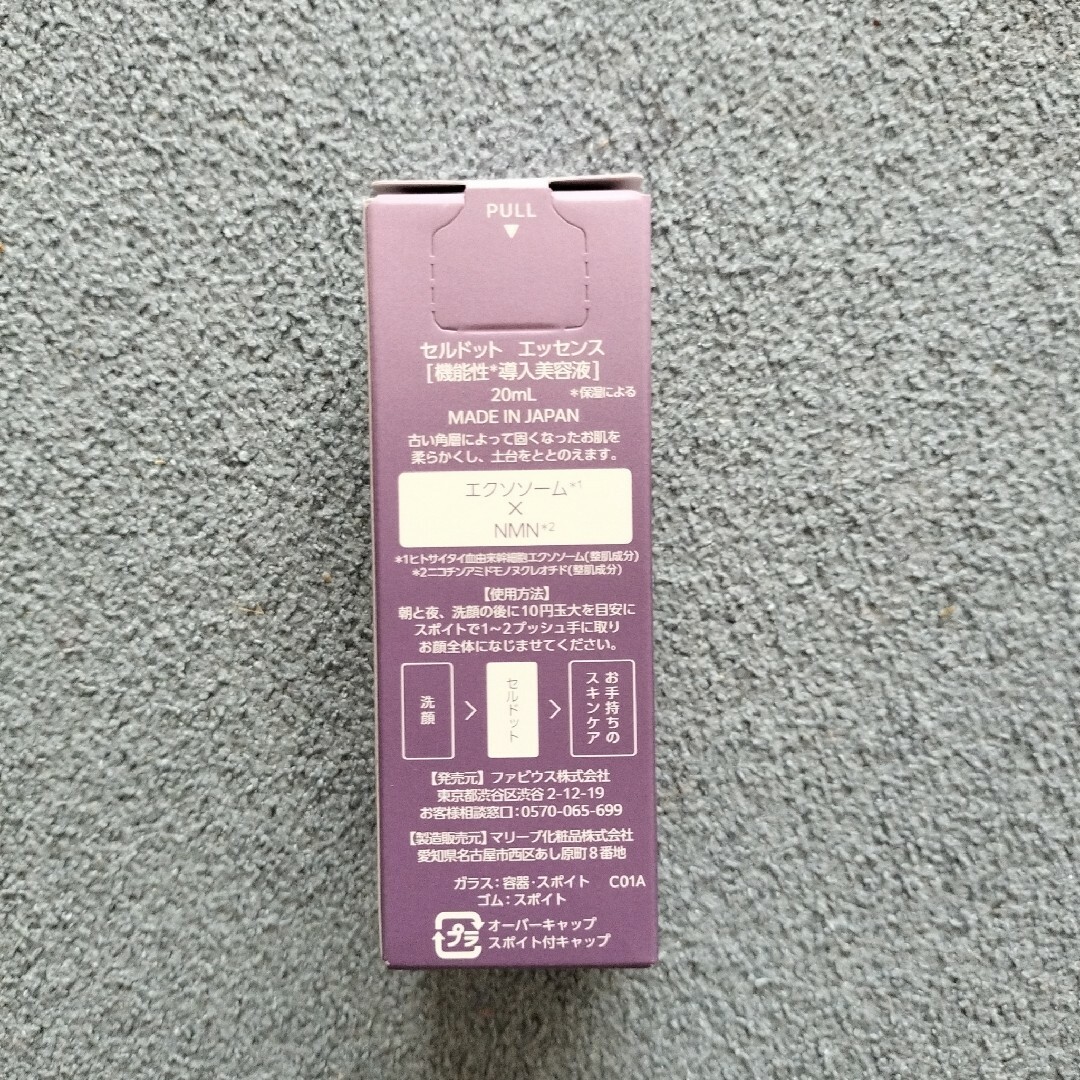 PULL
セルドット エッセンス
[機能性*導入美容液]
20mL *保湿による
MADE IN JAPAN
古い角層によって固くなったお肌を
柔らかくし、土台をととのえます。
エクソソーム*1
×
NMN*2
*1ヒトサイタイ血由来幹細胞エクソソーム(整肌成分)
*2ニコチンアミドモノヌクレオチド(整肌成分)
【使用方法】
朝と夜、洗顔の後に10円玉大を目安に
スポイトで1~2プッシュ手に取り
お顔全体になじませてください。
洗顔
>
セルドット
>
お手持ちの
スキンケア
【発売元】ファビウス株式会社
東京都渋谷区渋谷 2-12-19
お客様相談窓口:0570-065-699
【製造販売元】マリーブ化粧品株式会社
愛知県名古屋市西区あし原町8番地
ガラス:容器・スポイト C01A
ゴム:スポイト
プラ
オーバーキャップ
スポイト付キャップ